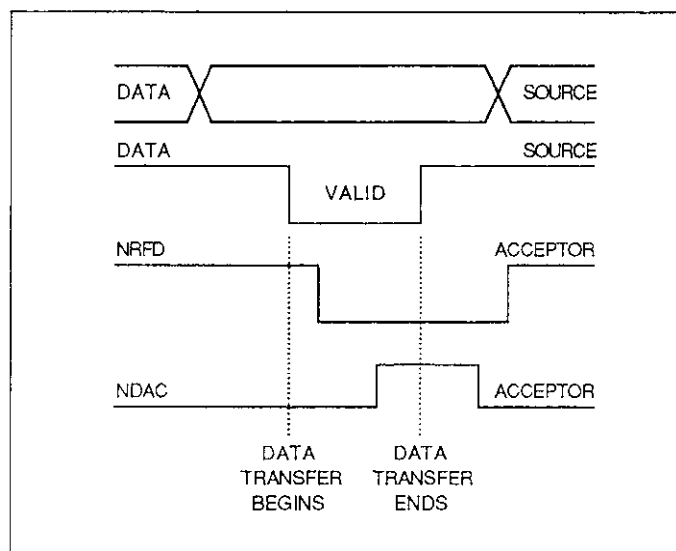 DATA SOURCE
DATA SOURCE
VALID
NRFD ACCEPTOR
NDAC ACCEPTOR
DATA TRANSFER BEGINS
DATA TRANSFER ENDS